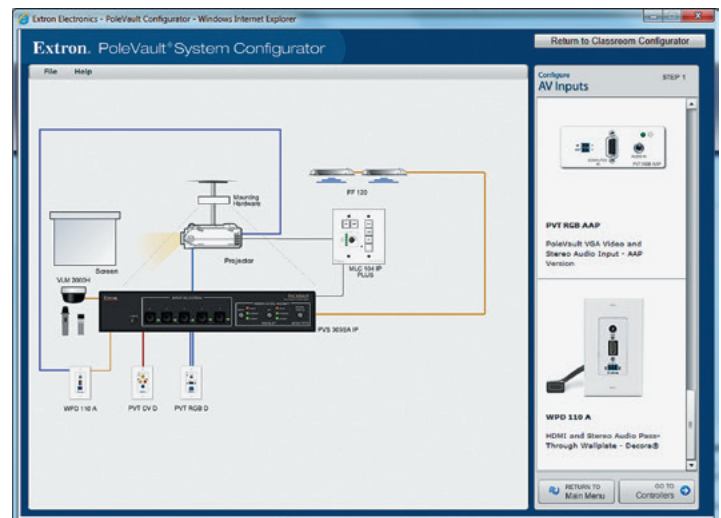 Extron Electronics - PoleVault Configurator - Windows Internet Explorer
Extron. PoleVault® System Configurator
Return to Classroom Configurator
File Help
Configure
AV Inputs
STEP 1
PVT RGB AAP
PoleVault VGA Video and
Stereo Audio Input - AAP
Version
WPD 110 A
HDMI and Stereo Audio Pass-
Through Wallplate - Decora®
RETURN TO
Main Menu
GO TO
Controllers
Mounting
Hardware
Projector
Screen
FF 120
MLC 104 IP
PLUS
Extron
PVS 305SA IP
WPD 110 A
PVT CV D
PVT RGB D